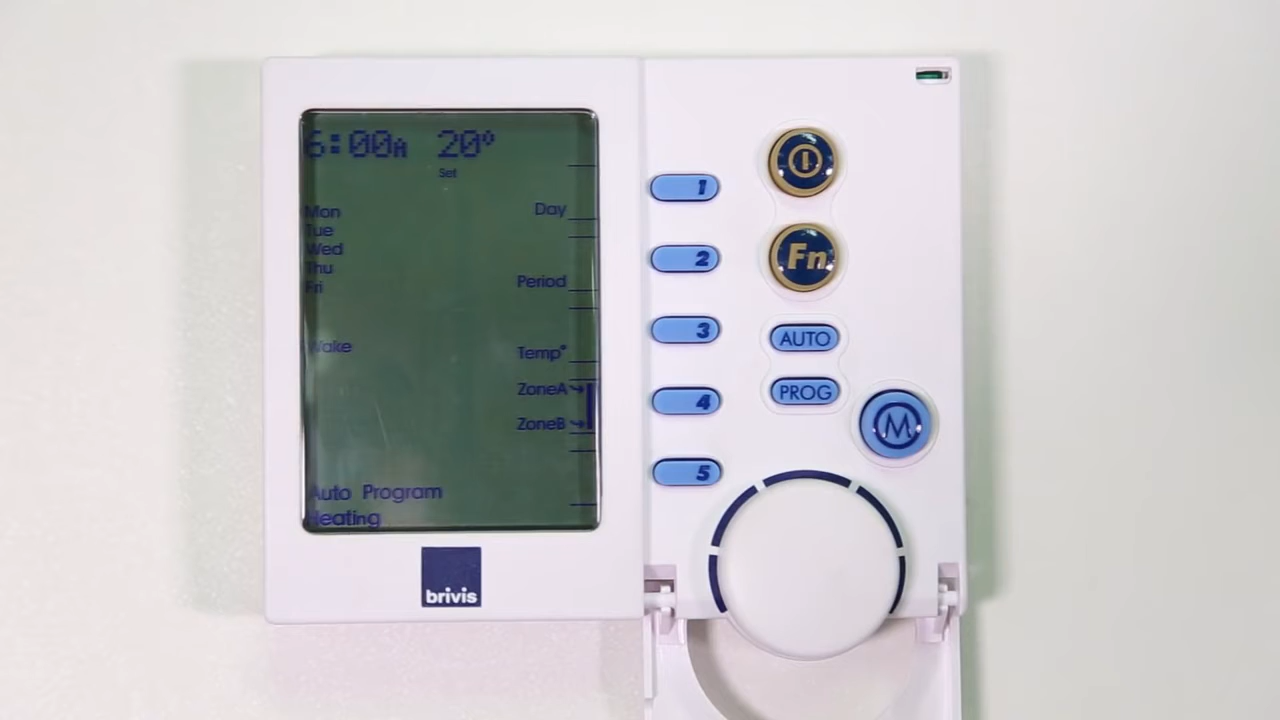 6:00A 20°
Set
Mon
Tue
Wed
Thu
Fri
Day
Period
Wake
Temp°
ZoneA
ZoneB
Auto Program
Heating
brivis
1
2
3
4
5
Fn
AUTO
PROG
M